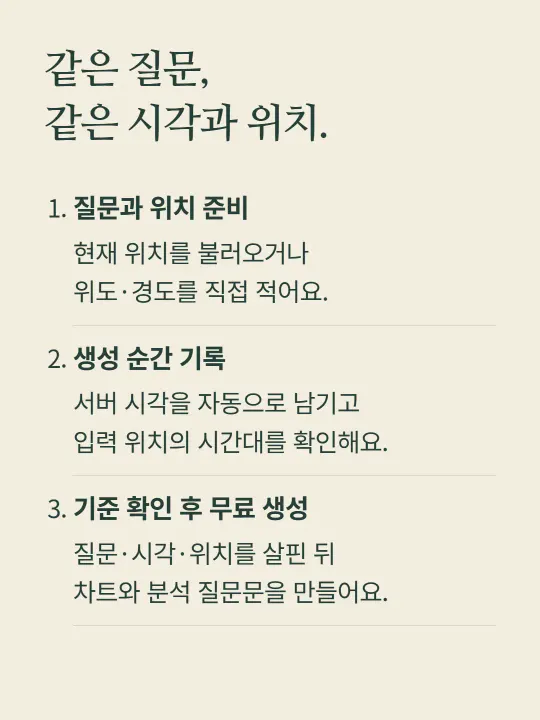 같은 질문,
같은 시각과 위치.
1. 질문과 위치 준비
현재 위치를 불러오거나
위도·경도를 직접 적어요.
2. 생성 순간 기록
서버 시각을 자동으로 남기고
입력 위치의 시간대를 확인해요.
3. 기준 확인 후 무료 생성
질문·시각·위치를 살핀 뒤
차트와 분석 질문문을 만들어요.